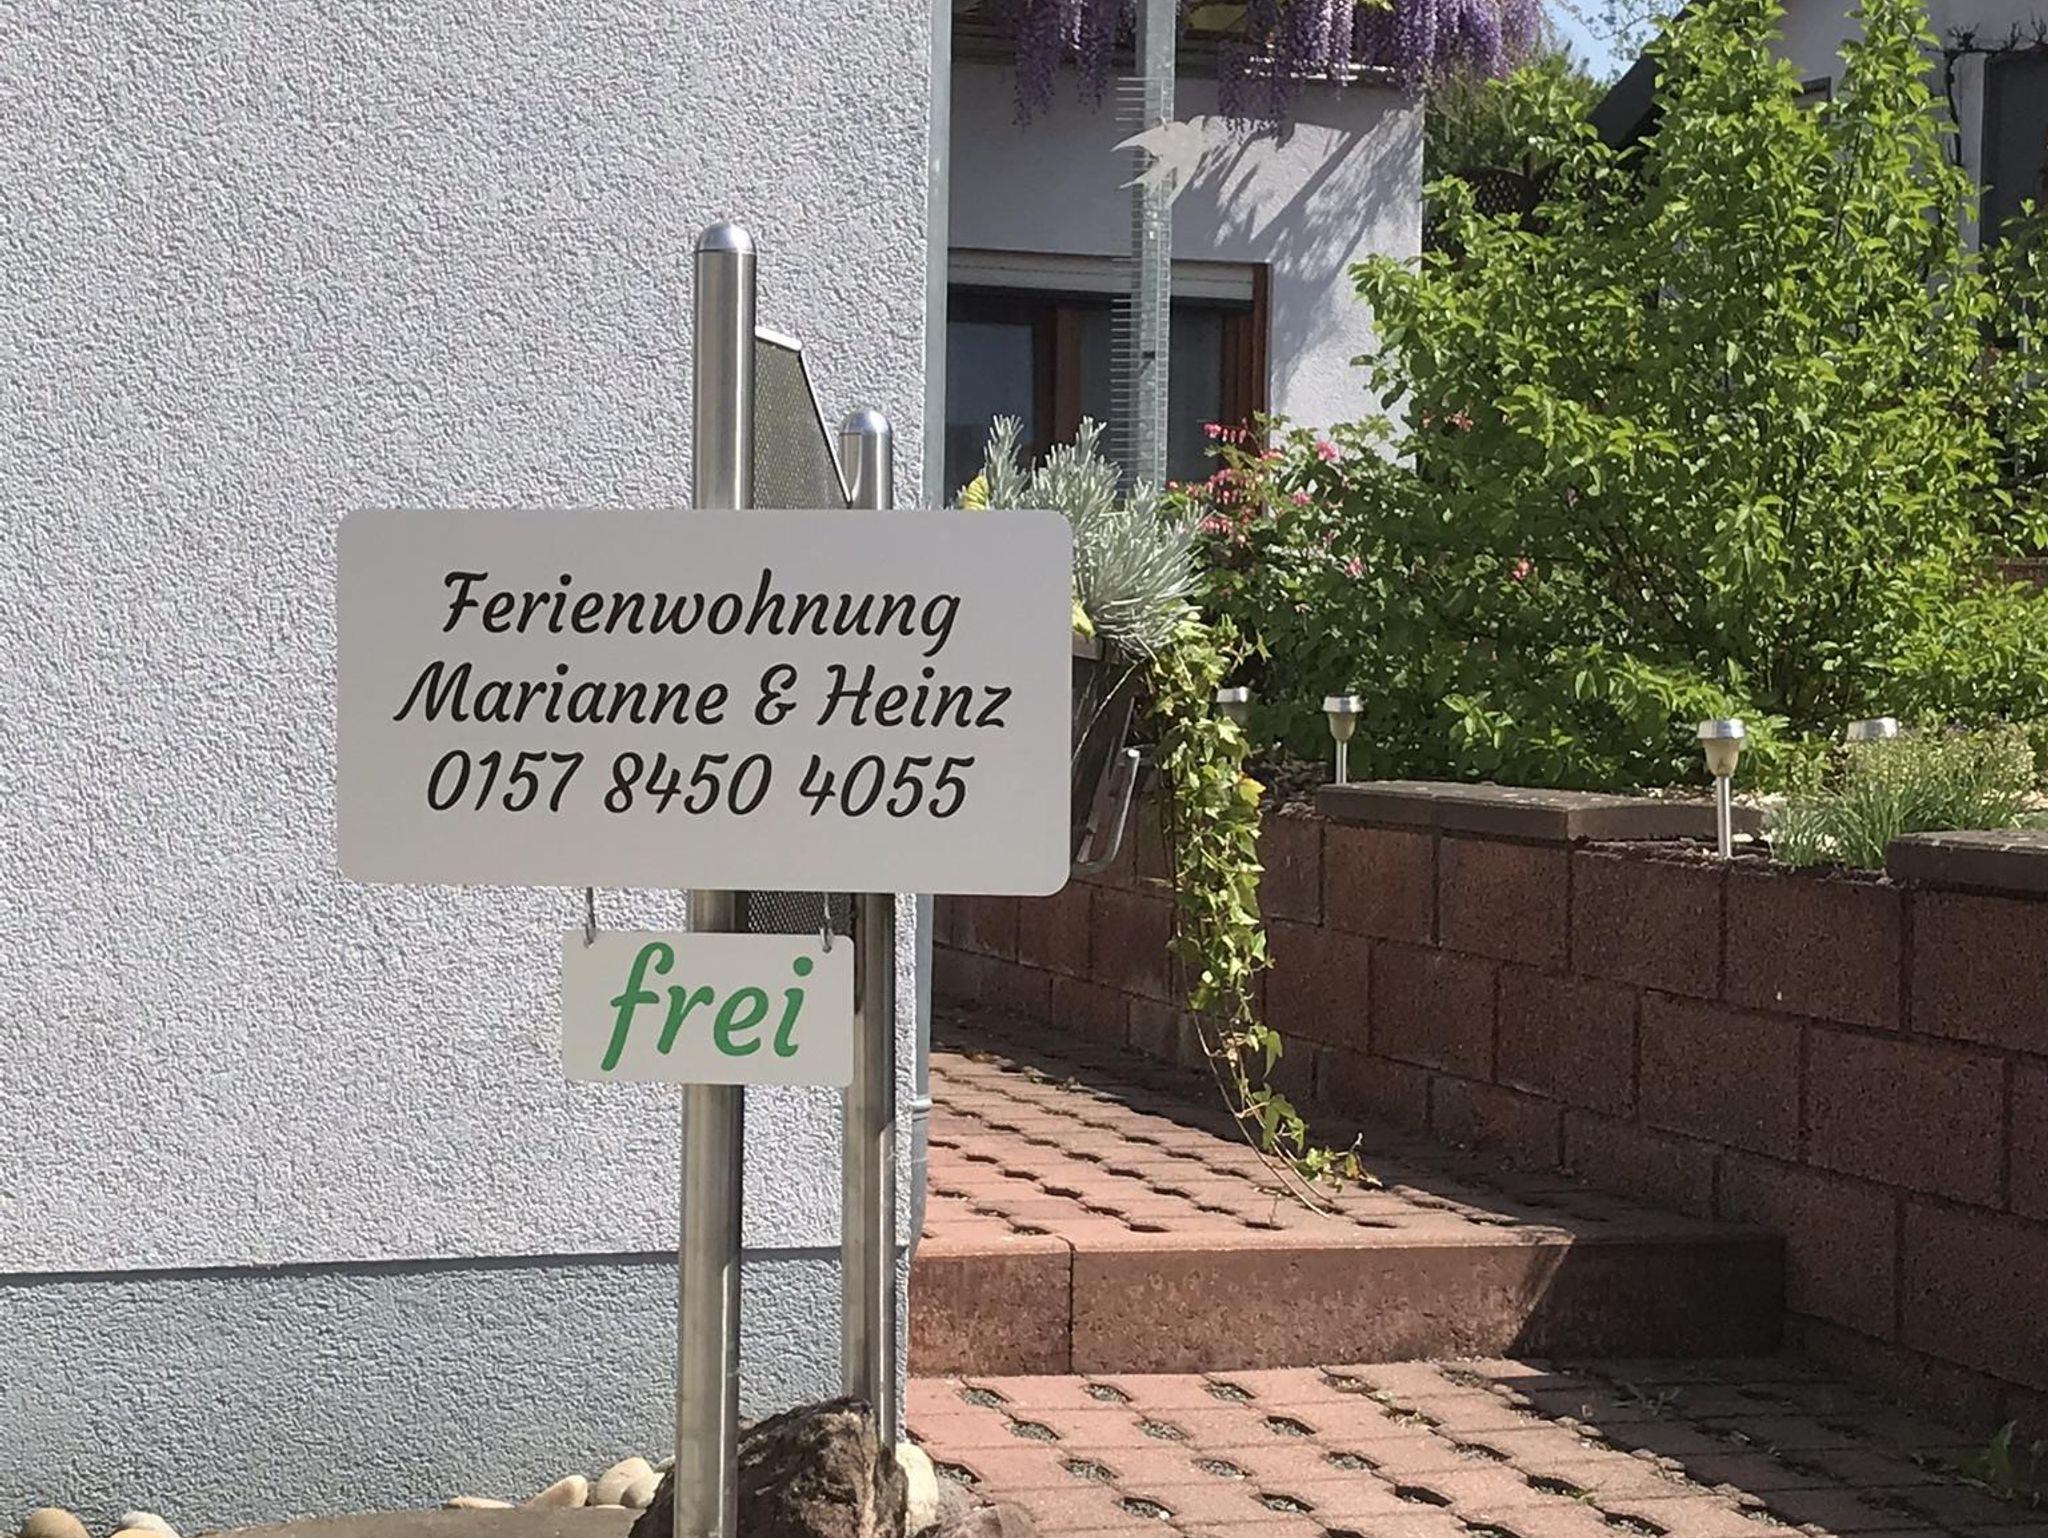 Ferienwohnung
Marianne & Heinz
0157 8450 4055
frei